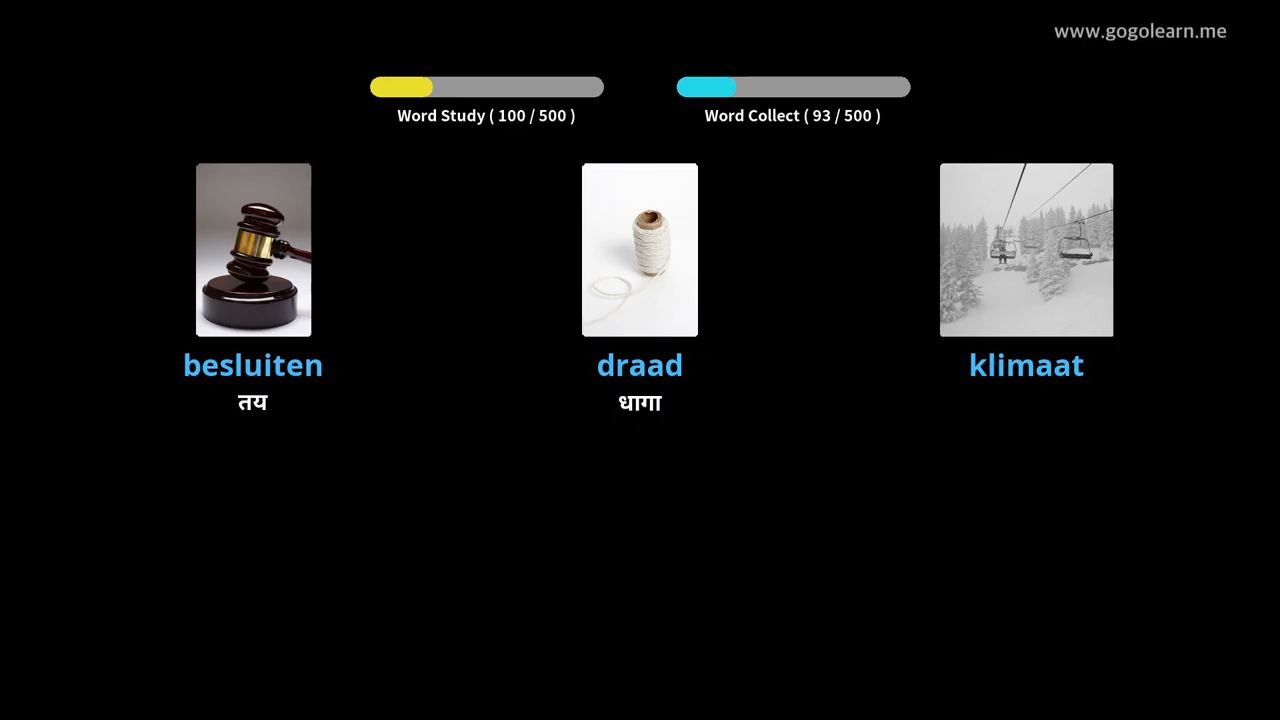 www.gogolearn.me
Word Study ( 100 / 500 )
Word Collect ( 93 / 500 )
besluiten
तय
draad
धागा
klimaat